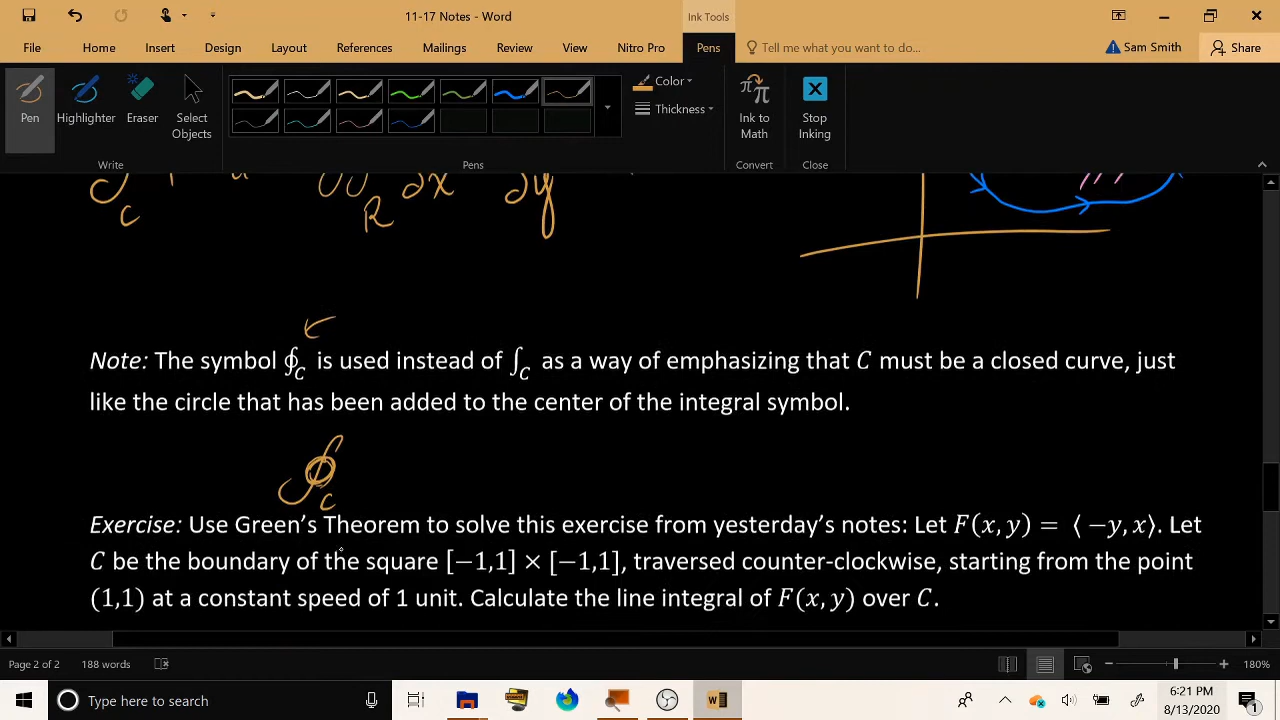 11-17 Notes - Word
Ink Tools
File Home Insert Design Layout References Mailings Review View Nitro Pro Pens Tell me what you want to do... Sam Smith Share
Pen Highlighter Eraser Select Objects
Color
Thickness
Ink to Math
Stop Inking
Write Pens Convert Close
C R ∂x ∂y
Note: The symbol ∮_C is used instead of ∫_C as a way of emphasizing that C must be a closed curve, just
like the circle that has been added to the center of the integral symbol.
∮_C
Exercise: Use Green's Theorem to solve this exercise from yesterday's notes: Let F(x, y) = ⟨ −y, x⟩. Let
C be the boundary of the square [−1,1] × [−1,1], traversed counter-clockwise, starting from the point
(1,1) at a constant speed of 1 unit. Calculate the line integral of F(x, y) over C.
Page 2 of 2 188 words 180%
Type here to search
6:21 PM
8/13/2020
1